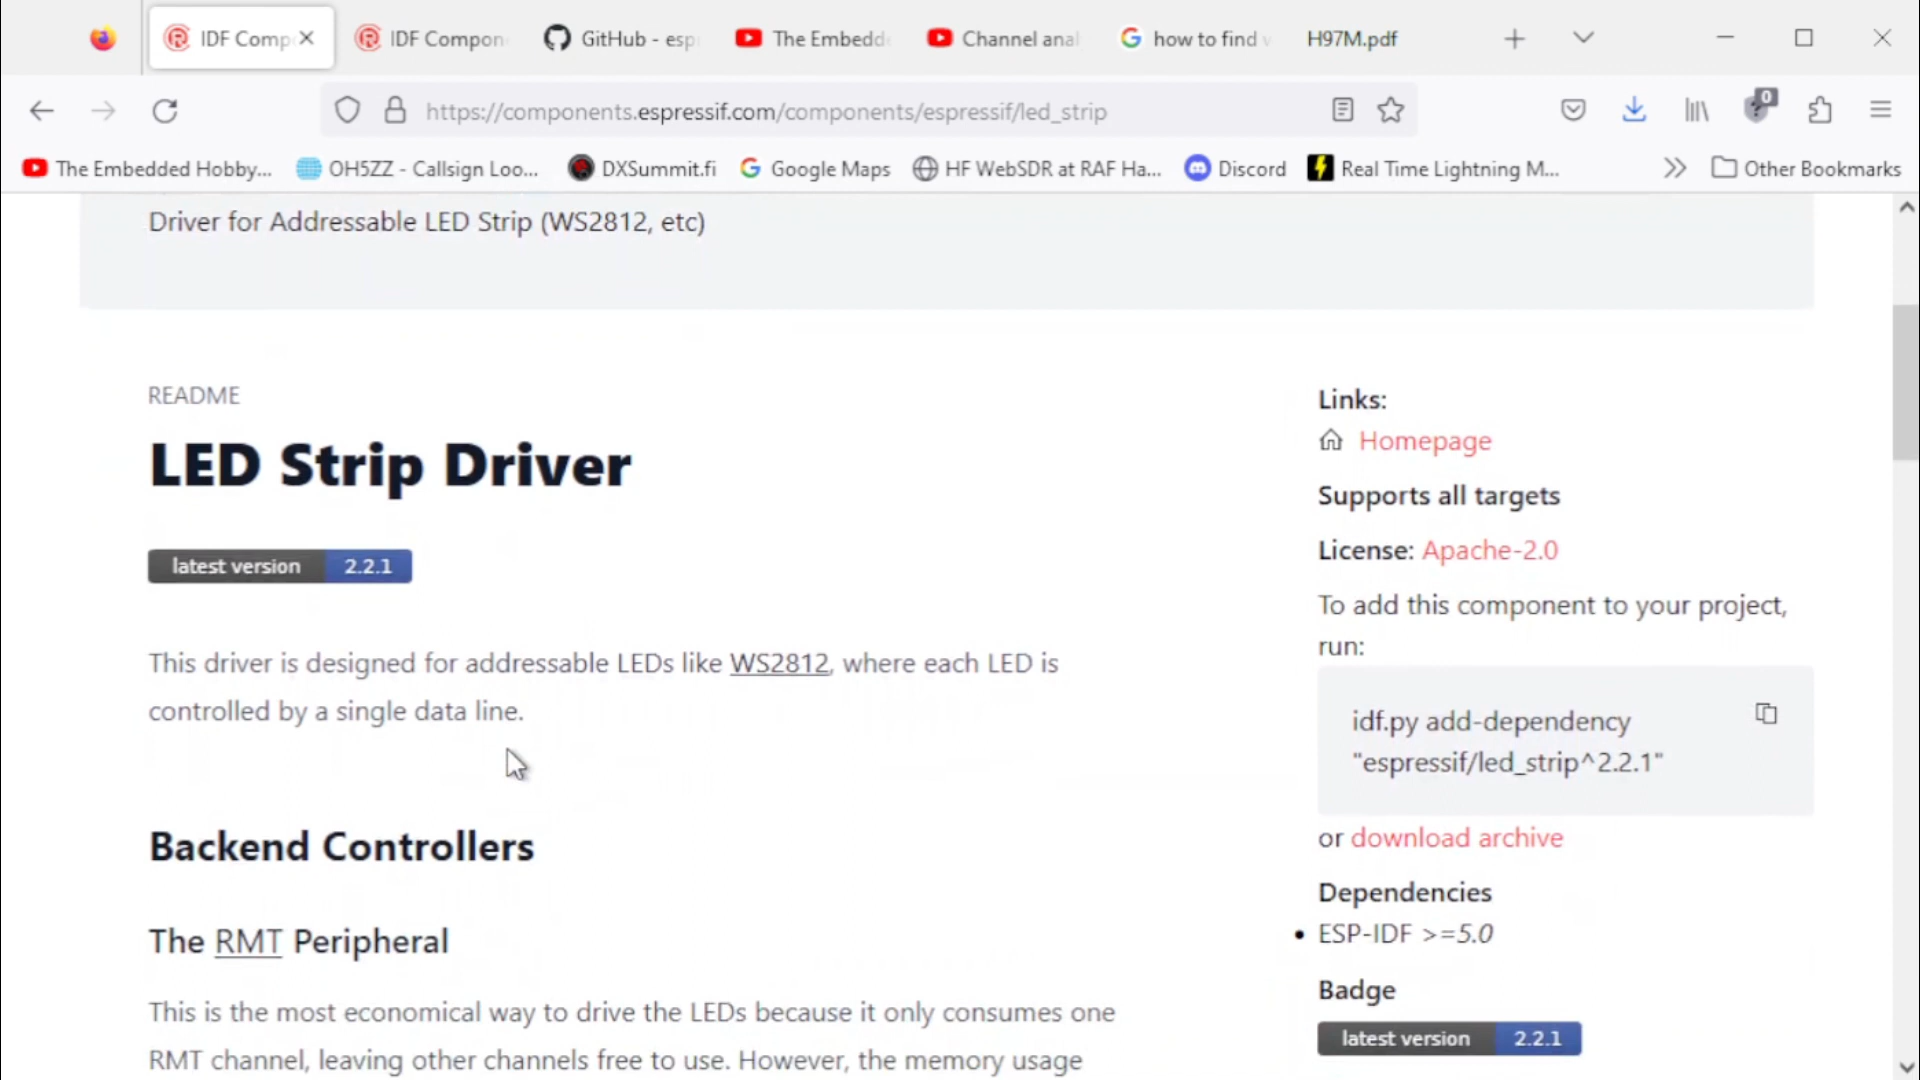 IDF Comp
IDF Compon
GitHub - esp
The Embedd
Channel anal
how to find
H97M.pdf
https://components.espressif.com/components/espressif/led_strip
0
The Embedded Hobby...
OH5ZZ - Callsign Loo...
DXSummit.fi
Google Maps
HF WebSDR at RAF Ha...
Discord
Real Time Lightning M...
Other Bookmarks
Driver for Addressable LED Strip (WS2812, etc)
README
LED Strip Driver
latest version 2.2.1
This driver is designed for addressable LEDs like WS2812, where each LED is
controlled by a single data line.
Backend Controllers
The RMT Peripheral
This is the most economical way to drive the LEDs because it only consumes one
RMT channel, leaving other channels free to use. However, the memory usage
Links:
Homepage
Supports all targets
License: Apache-2.0
To add this component to your project,
run:
idf.py add-dependency
"espressif/led_strip^2.2.1"
or download archive
Dependencies
• ESP-IDF >=5.0
Badge
latest version 2.2.1